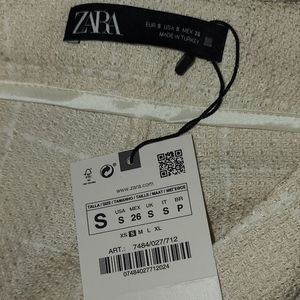 ZARA
EUR S USA S MEX 26
MADE IN TURKEY
FSC
www.zara.com
S
USA MEX UK IT BR
S 26 S S P
XS S M L XL
ART.: 7484/027/712
07484027712024